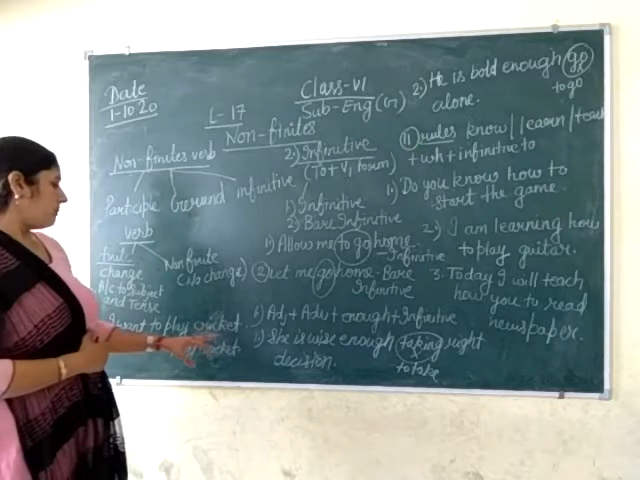 Date
1-10 20
L-17
Class-VI
Sub-Eng (G)
Non-finites
Non-finites verb
Participle Gerund infinitive
verb
finite
change
A/c to Subject
and Tense
Non finite
(No change)
I want to play cricket.
cricket.
2) Infinitive
(To + V₁ form)
1) Infinitive
2) Bare Infinitive
1) Allow me to go home
- Infinitive
2 Let me go home - Bare
Infinitive
Adj + Adv + enough + Infinitive
1) She is wise enough taking right
to take
decision.
2.) He is bold enough go
to go
alone.
11 rules know / learn / teach
+ wh + infinitive to
1) Do you know how to
start the game.
2) I am learning how
to play guitar.
3. Today I will teach
how you to read
newspaper.